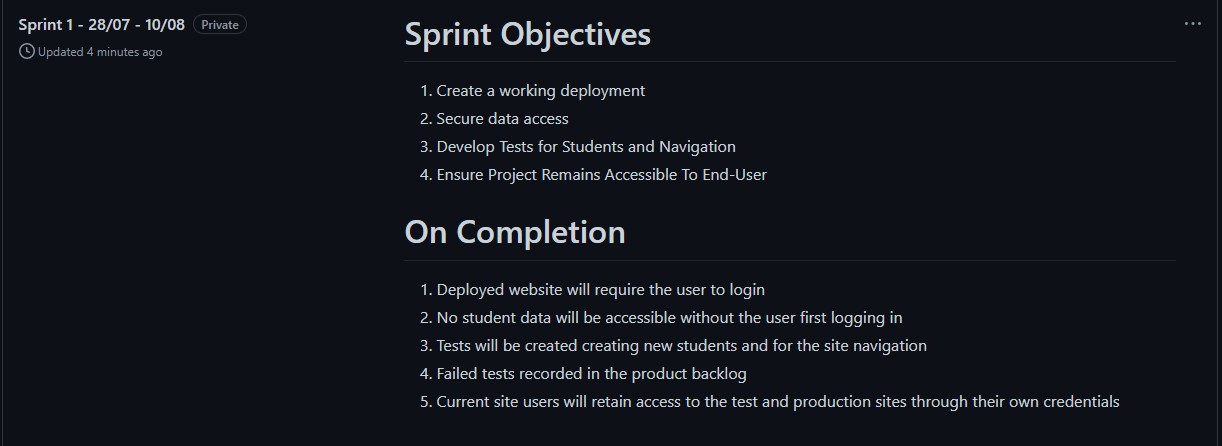 Sprint 1 - 28/07 - 10/08 Private
Updated 4 minutes ago
Sprint Objectives
1. Create a working deployment
2. Secure data access
3. Develop Tests for Students and Navigation
4. Ensure Project Remains Accessible To End-User
On Completion
1. Deployed website will require the user to login
2. No student data will be accessible without the user first logging in
3. Tests will be created creating new students and for the site navigation
4. Failed tests recorded in the product backlog
5. Current site users will retain access to the test and production sites through their own credentials